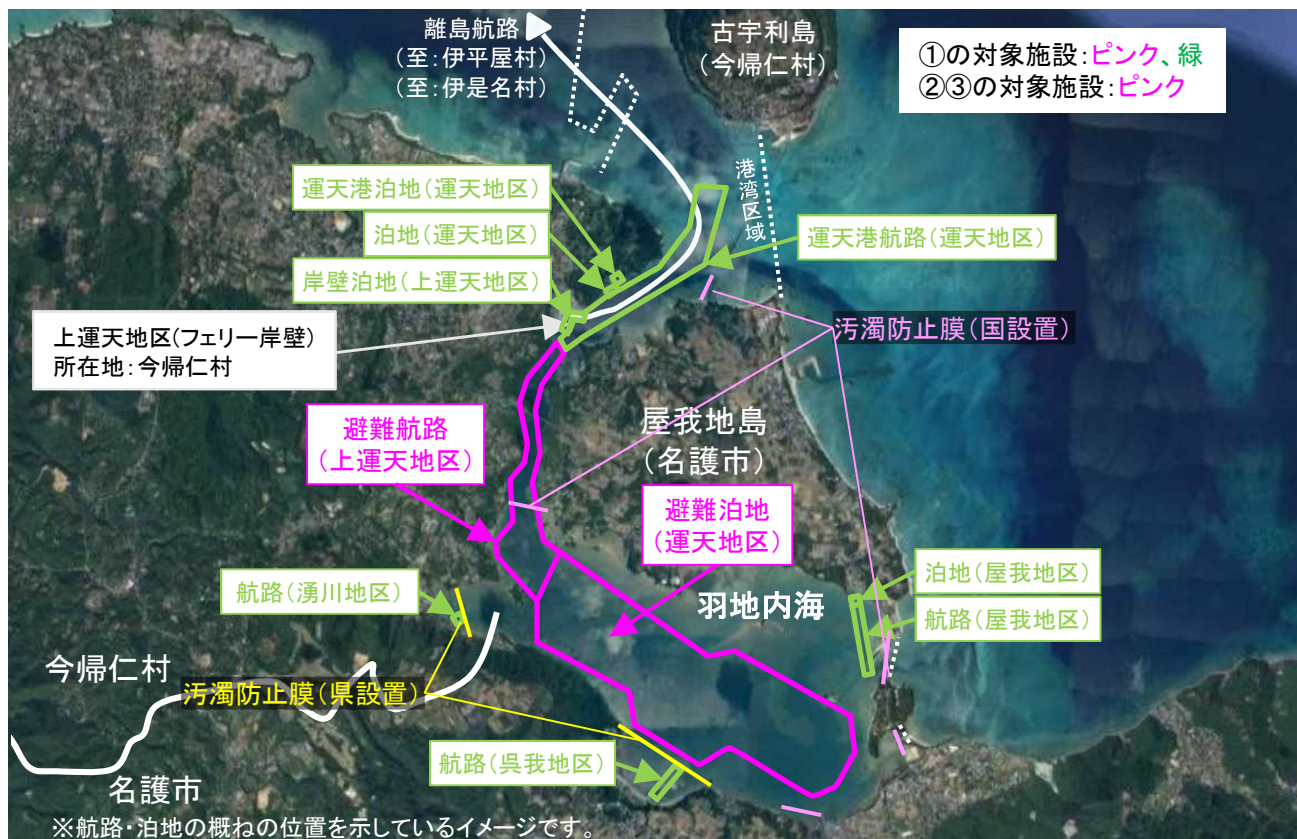 離島航路
(至：伊平屋村)
(至：伊是名村)
古宇利島
(今帰仁村)
①の対象施設：ピンク、緑
②③の対象施設：ピンク
港湾区域
運天港泊地(運天地区)
泊地(運天地区)
岸壁泊地(上運天地区)
運天港航路(運天地区)
上運天地区(フェリー岸壁)
所在地：今帰仁村
汚濁防止膜(国設置)
避難航路
(上運天地区)
屋我地島
(名護市)
避難泊地
(運天地区)
羽地内海
泊地(屋我地区)
航路(屋我地区)
航路(湧川地区)
今帰仁村
汚濁防止膜(県設置)
航路(呉我地区)
名護市
※航路・泊地の概ねの位置を示しているイメージです。